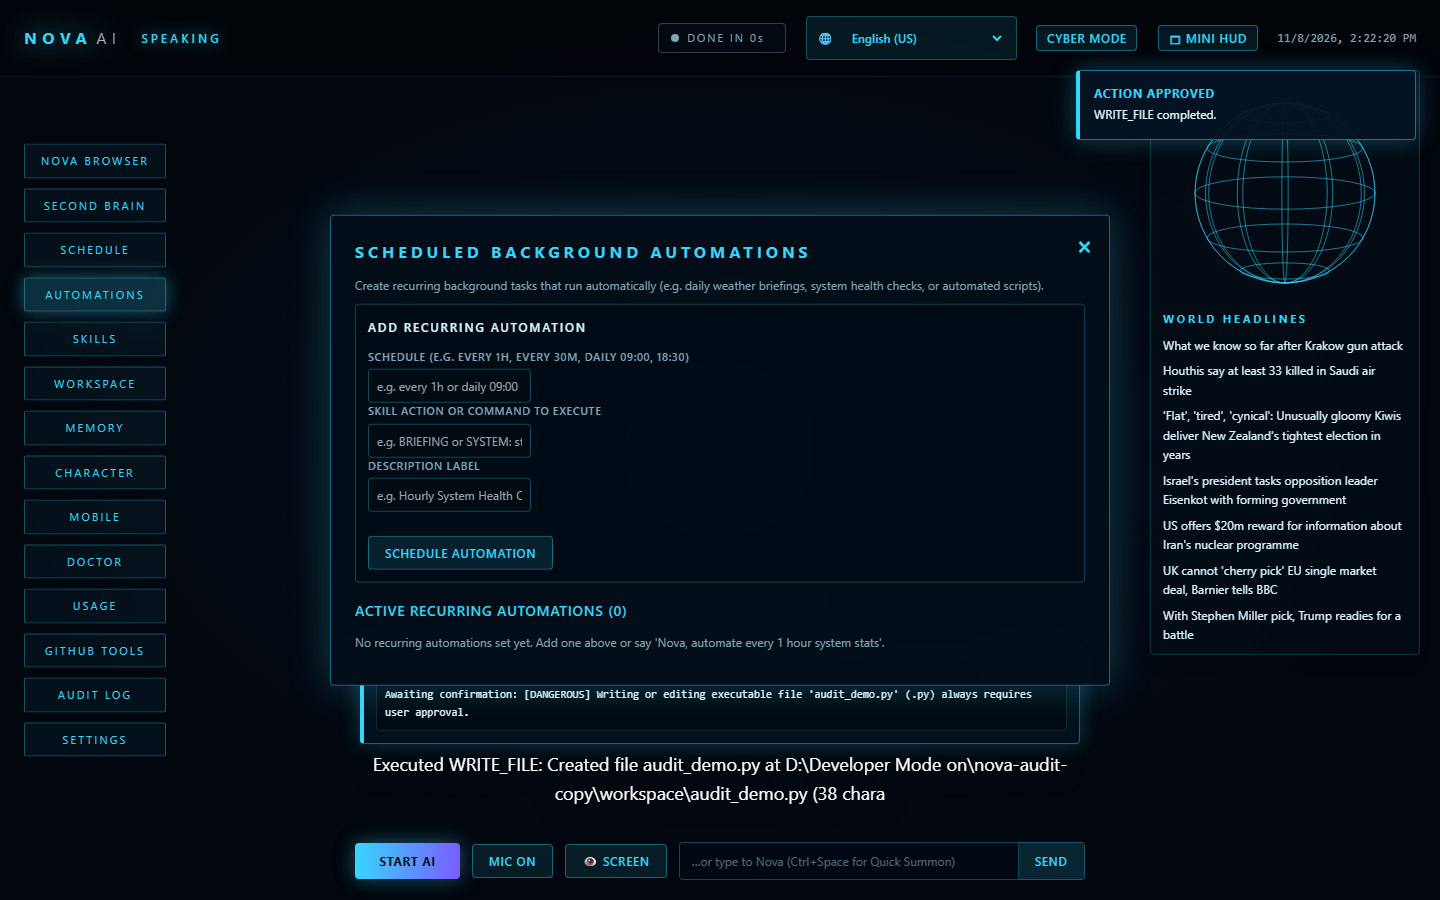 NOVA AI SPEAKING
DONE IN 0s
English (US)
CYBER MODE
MINI HUD
11/8/2026, 2:22:20 PM
ACTION APPROVED
WRITE_FILE completed.
NOVA BROWSER
SECOND BRAIN
SCHEDULE
AUTOMATIONS
SKILLS
WORKSPACE
MEMORY
CHARACTER
MOBILE
DOCTOR
USAGE
GITHUB TOOLS
AUDIT LOG
SETTINGS
SCHEDULED BACKGROUND AUTOMATIONS
×
Create recurring background tasks that run automatically (e.g. daily weather briefings, system health checks, or automated scripts).
ADD RECURRING AUTOMATION
SCHEDULE (E.G. EVERY 1H, EVERY 30M, DAILY 09:00, 18:30)
e.g. every 1h or daily 09:00
SKILL ACTION OR COMMAND TO EXECUTE
e.g. BRIEFING or SYSTEM: st
DESCRIPTION LABEL
e.g. Hourly System Health C
SCHEDULE AUTOMATION
ACTIVE RECURRING AUTOMATIONS (0)
No recurring automations set yet. Add one above or say 'Nova, automate every 1 hour system stats'.
Awaiting confirmation: [DANGEROUS] Writing or editing executable file 'audit_demo.py' (.py) always requires
user approval.
Executed WRITE_FILE: Created file audit_demo.py at D:\Developer Mode on\nova-audit-
copy\workspace\audit_demo.py (38 chara
START AI
MIC ON
SCREEN
...or type to Nova (Ctrl+Space for Quick Summon)
SEND
WORLD HEADLINES
What we know so far after Krakow gun attack
Houthis say at least 33 killed in Saudi air
strike
'Flat', 'tired', 'cynical': Unusually gloomy Kiwis
deliver New Zealand's tightest election in
years
Israel's president tasks opposition leader
Eisenkot with forming government
US offers $20m reward for information about
Iran's nuclear programme
UK cannot 'cherry pick' EU single market
deal, Barnier tells BBC
With Stephen Miller pick, Trump readies for a
battle